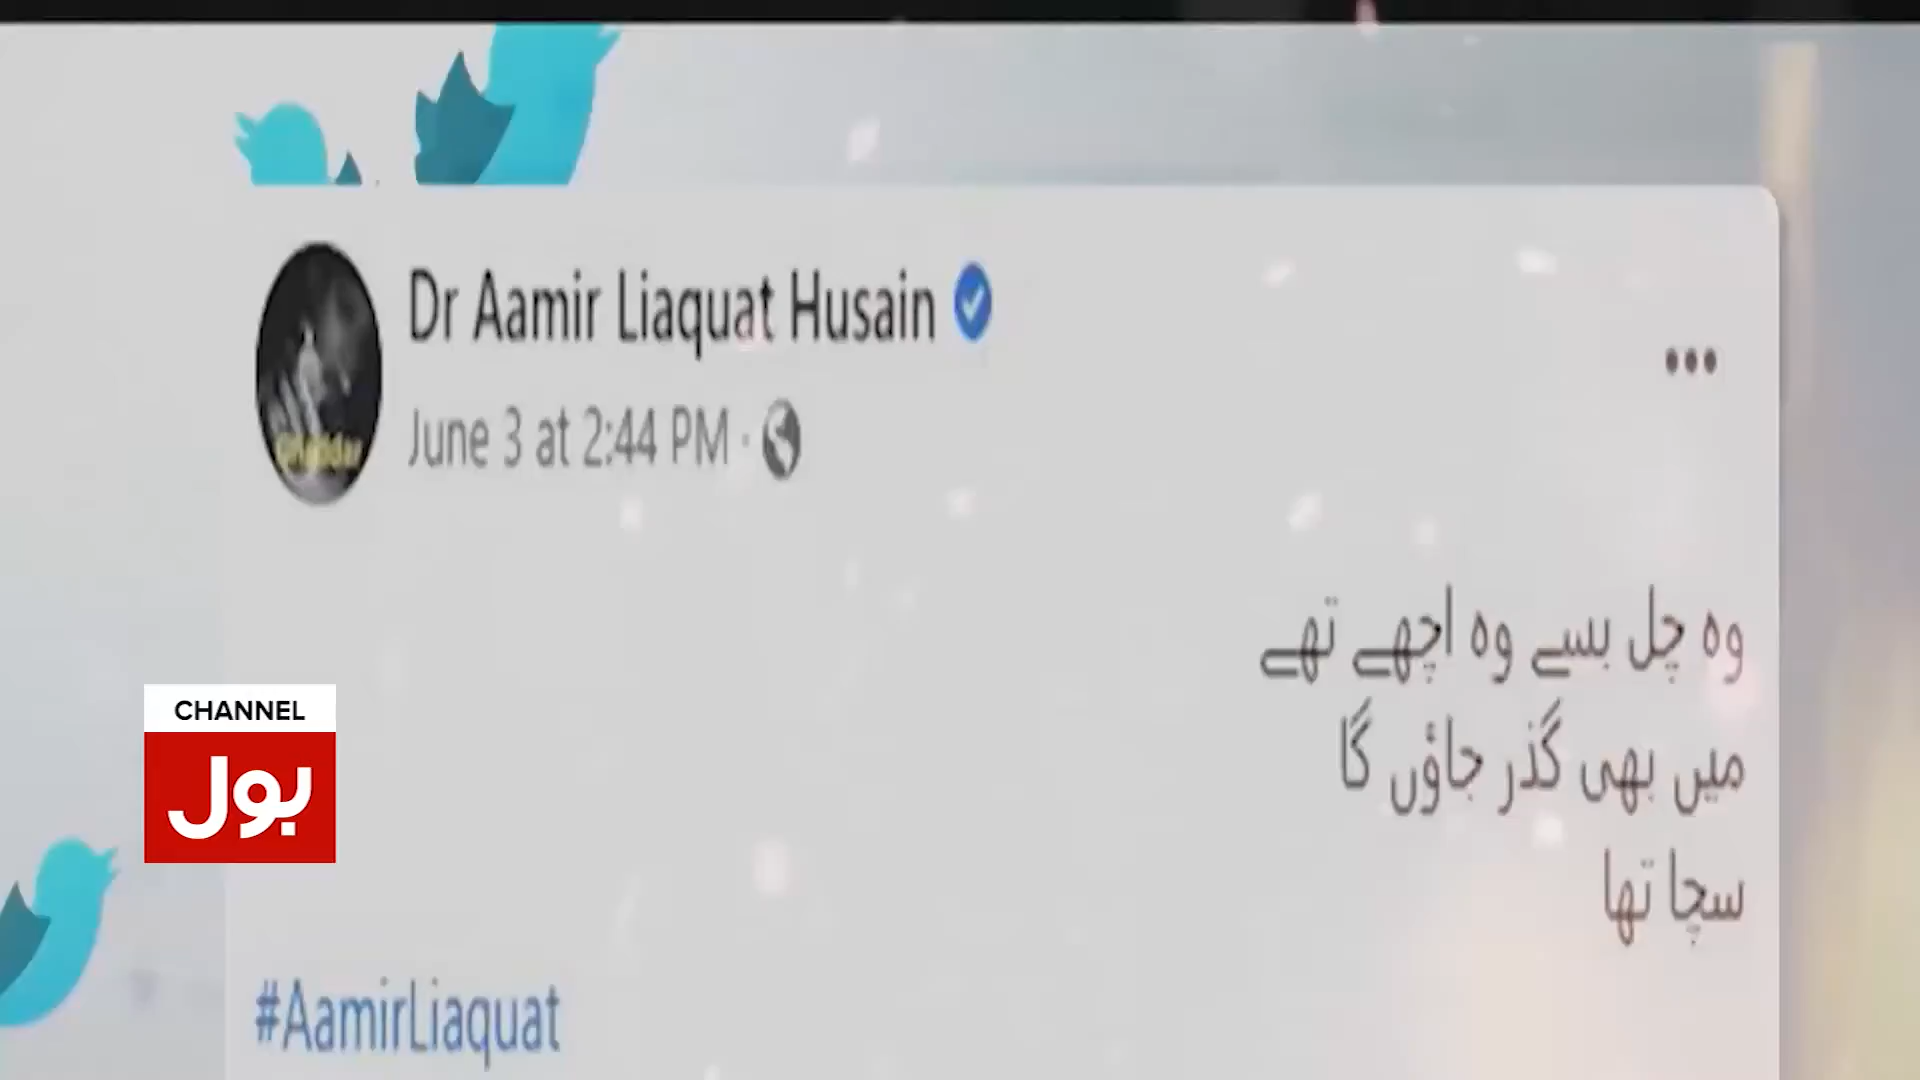 Dr Aamir Liaquat Husain
June 3 at 2:44 PM ·
وہ چل بسے وہ اچھے تھے
میں بھی گذر جاؤں گا
سچا تھا
#AamirLiaquat
CHANNEL
بول